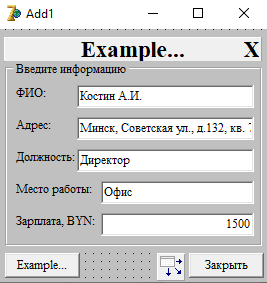 Add1
Example... X
Введите информацию
ФИО: Костин А.И.
Адрес: Минск, Советская ул., д.132, кв.
Должность: Директор
Место работы: Офис
Зарплата, BYN: 1500
Example... Закрыть